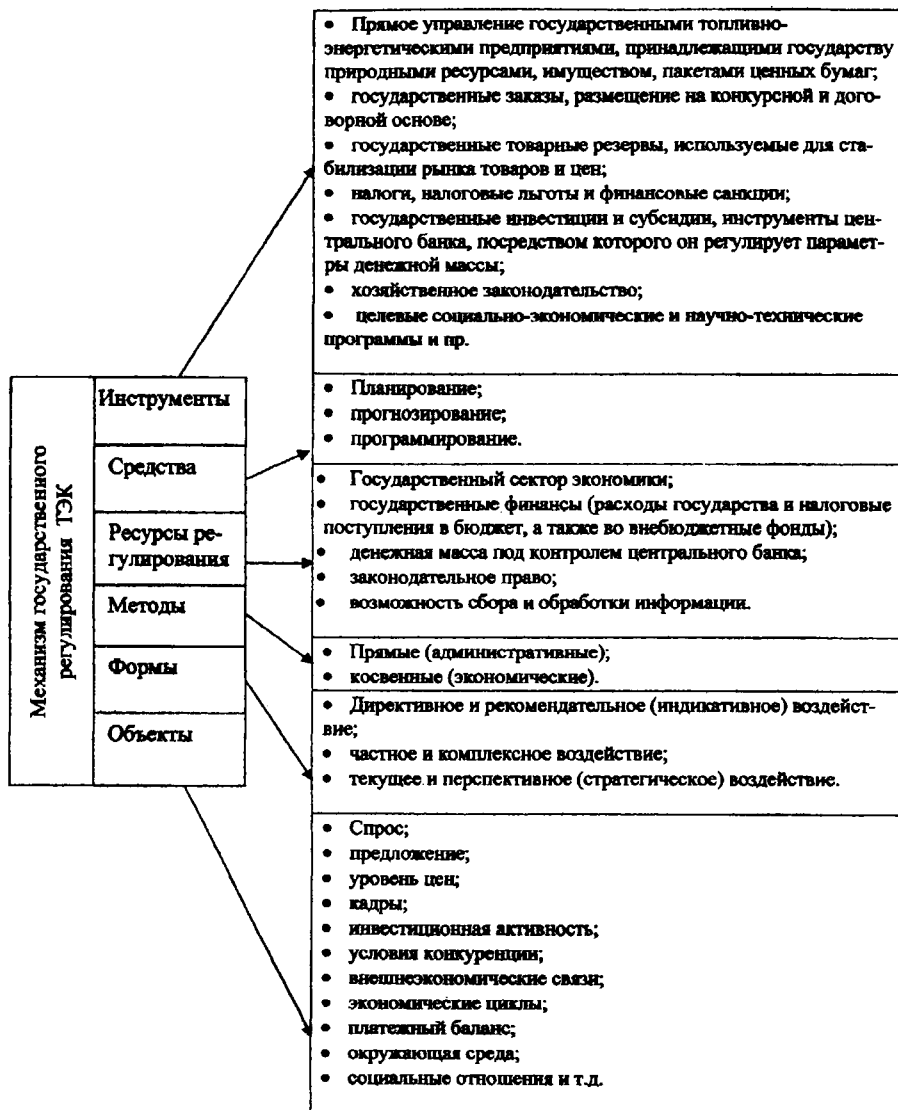 Механизм государственного
регулирования ТЭК
Инструменты
Средства
Ресурсы ре-
гулирования
Методы
Формы
Объекты
• Прямое управление государственными топливно-
энергетическими предприятиями, принадлежащими государству
природными ресурсами, имуществом, пакетами ценных бумаг;
• государственные заказы, размещение на конкурсной и дого-
ворной основе;
• государственные товарные резервы, используемые для ста-
билизации рынка товаров и цен;
• налоги, налоговые льготы и финансовые санкции;
• государственные инвестиции и субсидии, инструменты цен-
трального банка, посредством которого он регулирует парамет-
ры денежной массы;
• хозяйственное законодательство;
• целевые социально-экономические и научно-технические
программы и пр.
• Планирование;
• прогнозирование;
• программирование.
• Государственный сектор экономики;
• государственные финансы (расходы государства и налоговые
поступления в бюджет, а также во внебюджетные фонды);
• денежная масса под контролем центрального банка;
• законодательное право;
• возможность сбора и обработки информации.
• Прямые (административные);
• косвенные (экономические).
• Директивное и рекомендательное (индикативное) воздейст-
вие;
• частное и комплексное воздействие;
• текущее и перспективное (стратегическое) воздействие.
• Спрос;
• предложение;
• уровень цен;
• кадры;
• инвестиционная активность;
• условия конкуренции;
• внешнеэкономические связи;
• экономические циклы;
• платежный баланс;
• окружающая среда;
• социальные отношения и т.д.